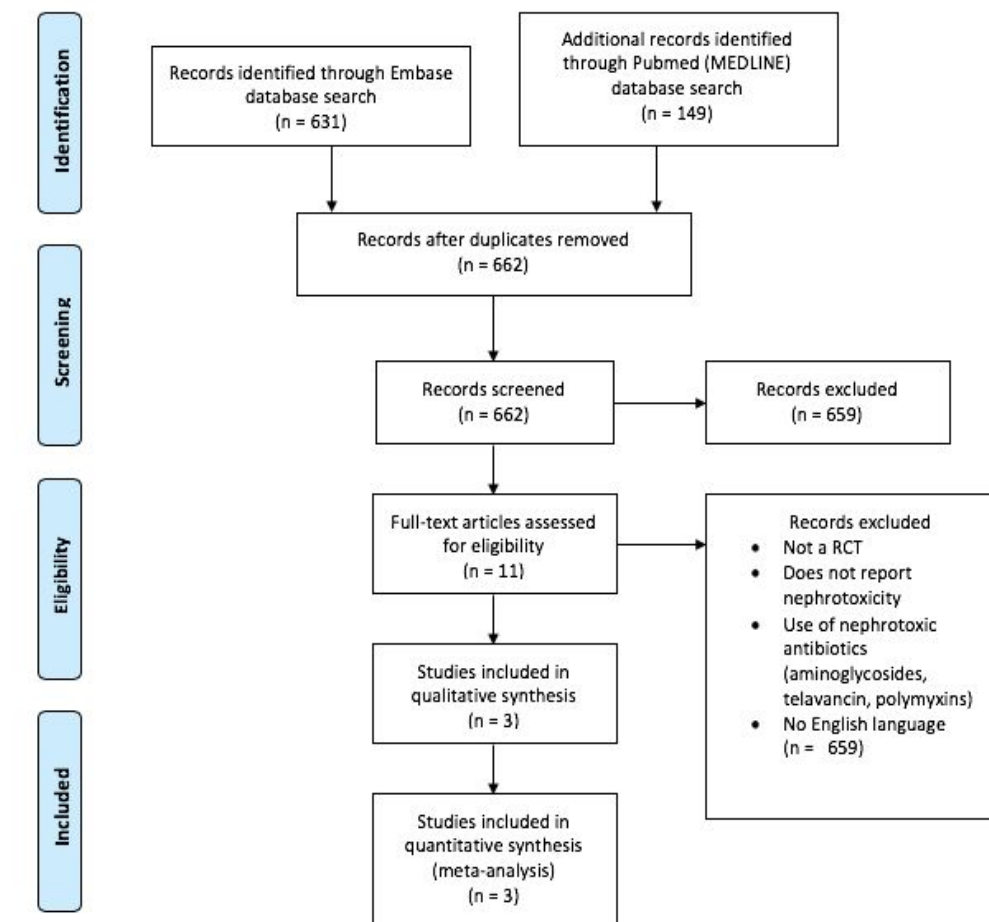 Identification
Records identified through Embase
database search
(n = 631)
Additional records identified
through Pubmed (MEDLINE)
database search
(n = 149)
Records after duplicates removed
(n = 662)
Screening
Records screened
(n = 662)
Records excluded
(n = 659)
Eligibility
Full-text articles assessed
for eligibility
(n = 11)
Records excluded
• Not a RCT
• Does not report
nephrotoxicity
• Use of nephrotoxic
antibiotics
(aminoglycosides,
telavancin, polymyxins)
• No English language
(n = 659)
Studies included in
qualitative synthesis
(n = 3)
Included
Studies included in
quantitative synthesis
(meta-analysis)
(n = 3)